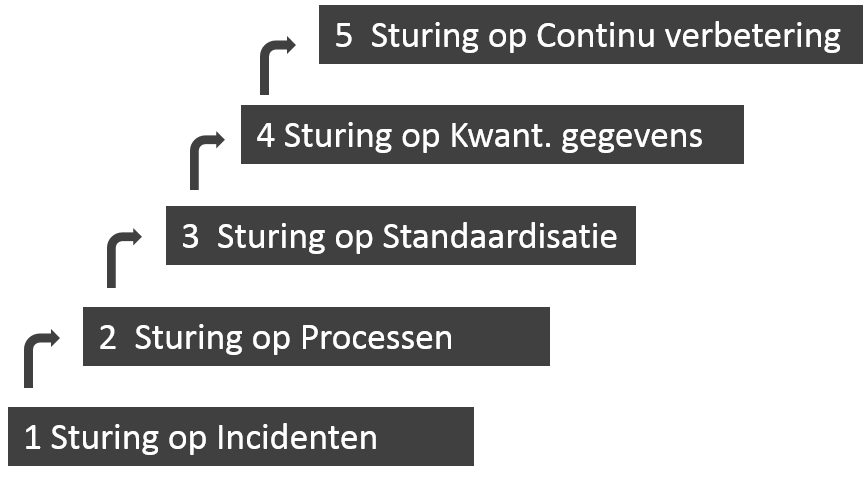 5  Sturing op Continu verbetering
4 Sturing op Kwant. gegevens
3  Sturing op Standaardisatie
2  Sturing op Processen
1 Sturing op Incidenten